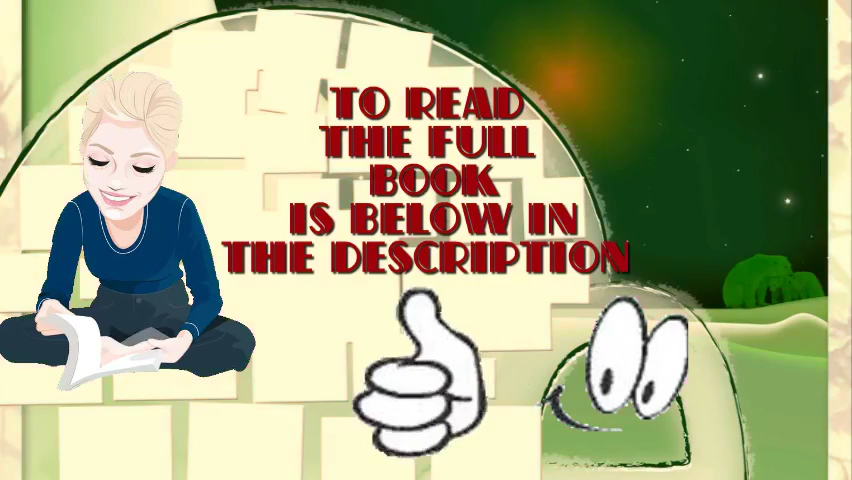 TO READ
THE FULL
BOOK
IS BELOW IN
THE DESCRIPTION